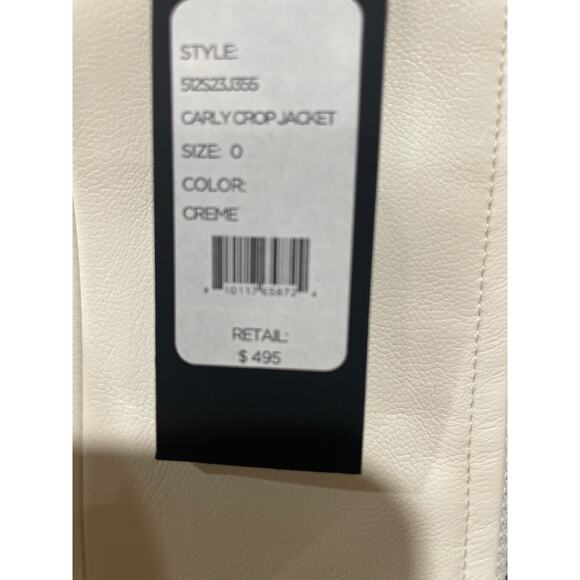 STYLE:
512S23J355
CARLY CROP JACKET
SIZE: 0
COLOR:
CREME
RETAIL:
$ 495